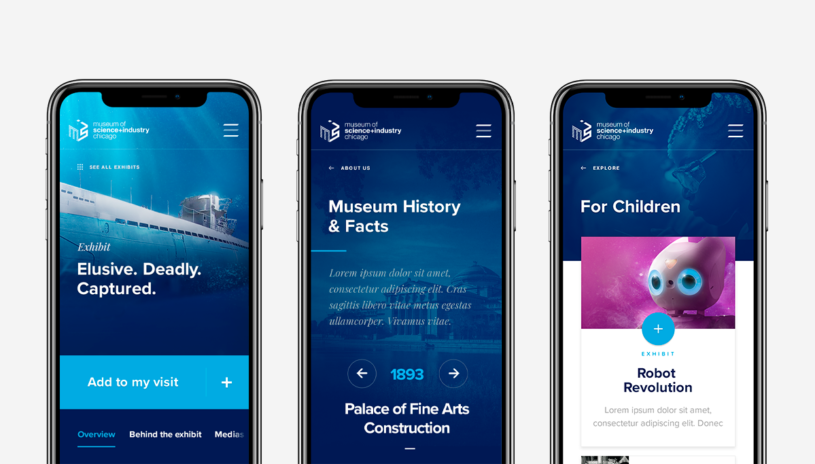 museum of
science+industry
chicago
SEE ALL EXHIBITS
Exhibit
Elusive. Deadly.
Captured.
Add to my visit +
Overview Behind the exhibit Medias
museum of
science+industry
chicago
← ABOUT US
Museum History
& Facts
Lorem ipsum dolor sit amet,
consectetur adipiscing elit. Cras
sagittis libero vitae metus egestas
ullamcorper. Vivamus vitae.
← 1893 →
Palace of Fine Arts
Construction
museum of
science+industry
chicago
← EXPLORE
For Children
+
EXHIBIT
Robot
Revolution
Lorem ipsum dolor sit amet,
consectetur adipiscing elit. Donec